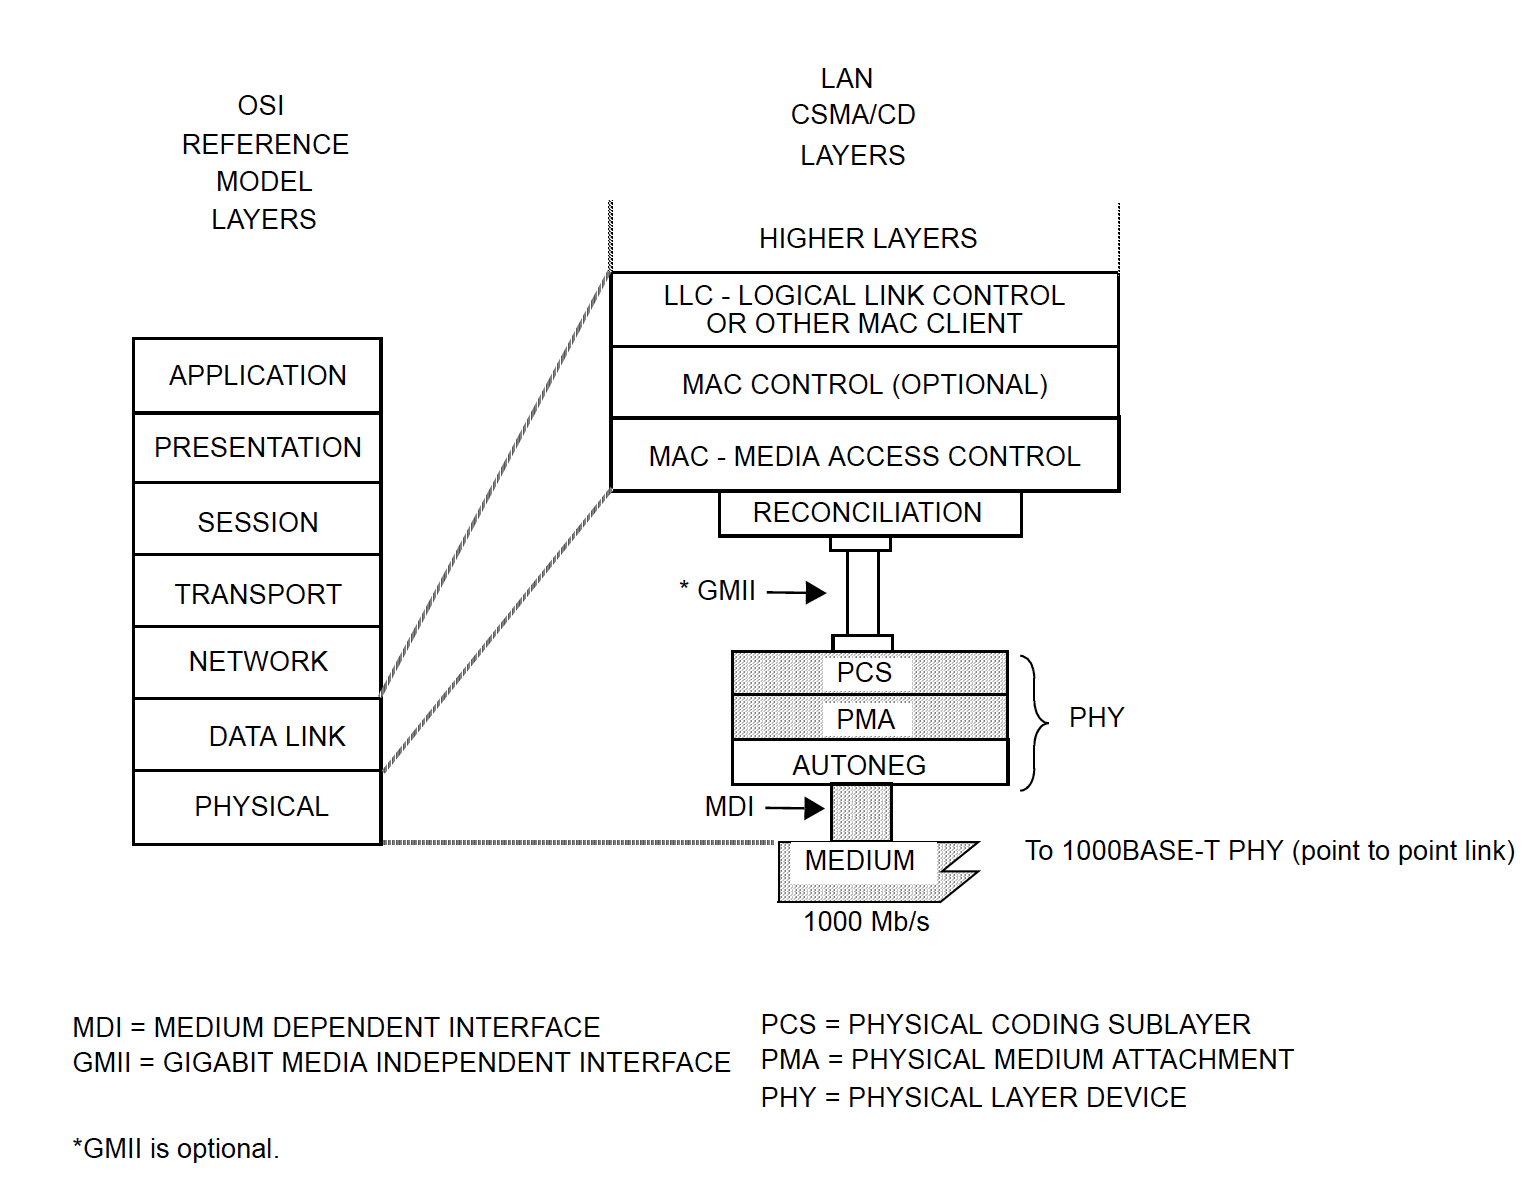 OSI
REFERENCE
MODEL
LAYERS
LAN
CSMA/CD
LAYERS
HIGHER LAYERS
LLC - LOGICAL LINK CONTROL
OR OTHER MAC CLIENT
MAC CONTROL (OPTIONAL)
MAC - MEDIA ACCESS CONTROL
RECONCILIATION
APPLICATION
PRESENTATION
SESSION
TRANSPORT
NETWORK
DATA LINK
PHYSICAL
* GMII
PCS
PMA
AUTONEG
PHY
MDI
MEDIUM
To 1000BASE-T PHY (point to point link)
1000 Mb/s
MDI = MEDIUM DEPENDENT INTERFACE
GMII = GIGABIT MEDIA INDEPENDENT INTERFACE
PCS = PHYSICAL CODING SUBLAYER
PMA = PHYSICAL MEDIUM ATTACHMENT
PHY = PHYSICAL LAYER DEVICE
*GMII is optional.